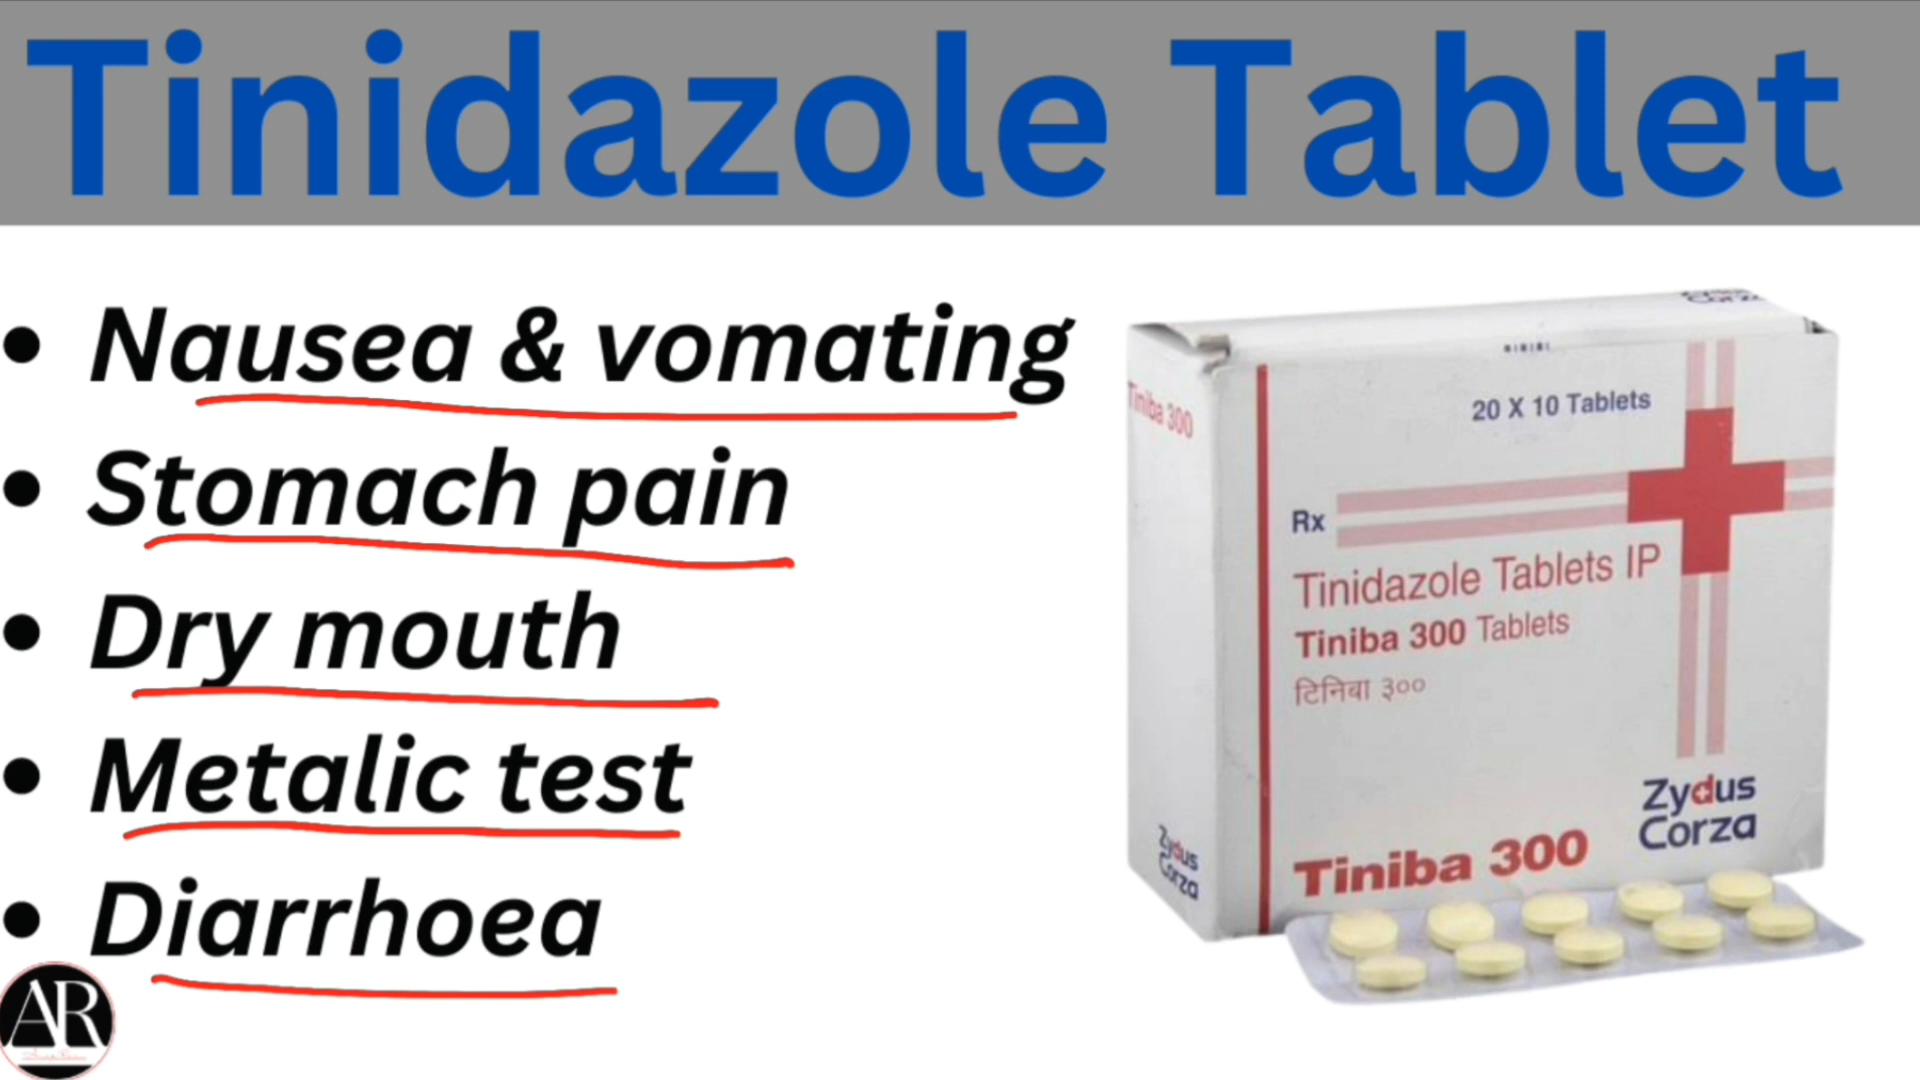 Tinidazole Tablet
• Nausea & vomating
• Stomach pain
• Dry mouth
• Metalic test
• Diarrhoea
AR
Corza
20 X 10 Tablets
Tiniba 300
Rx
Tinidazole Tablets IP
Tiniba 300 Tablets
टिनिबा ३००
Zydus
Corza
Tiniba 300
Zydus
Corza